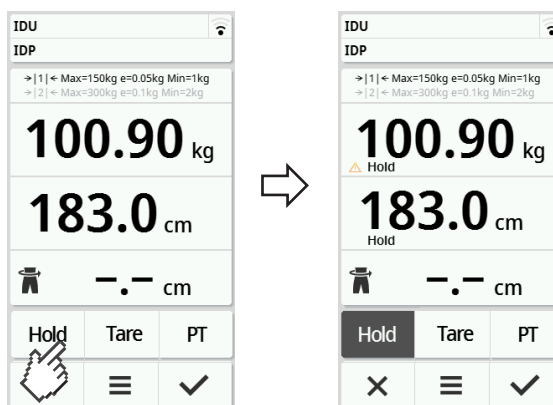 IDU
IDP
→|1|← Max=150kg e=0.05kg Min=1kg
→|2|← Max=300kg e=0.1kg Min=2kg
100.90 kg
183.0 cm
–.– cm
Hold Tare PT
IDU
IDP
→|1|← Max=150kg e=0.05kg Min=1kg
→|2|← Max=300kg e=0.1kg Min=2kg
100.90 kg
Hold
183.0 cm
Hold
–.– cm
Hold Tare PT